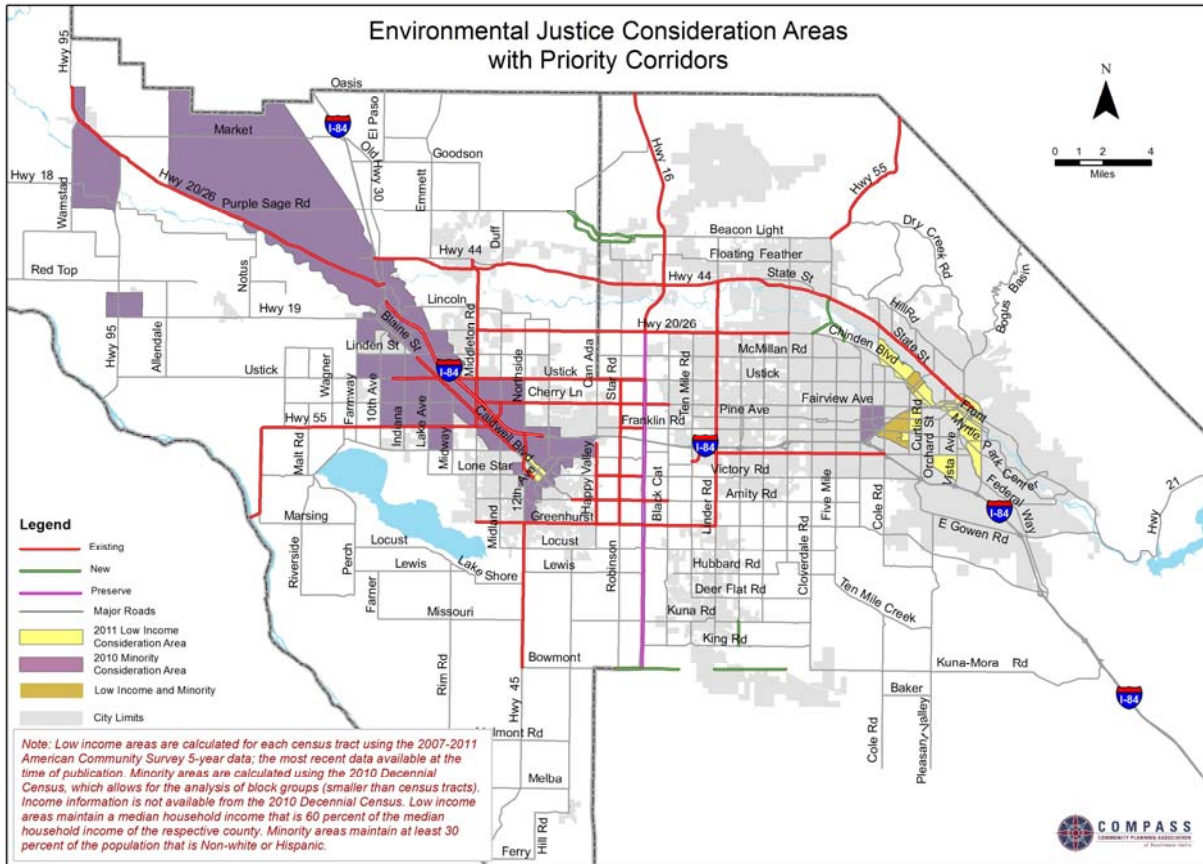 Environmental Justice Consideration Areas
with Priority Corridors
N
0 1 2 4
Miles
Hwy 95
Oasis
I-84
El Paso
Old Hwy 30
Market
Goodson
Emmett
Hwy 16
Hwy 55
Hwy 18
Wamstad
Hwy 20/26
Purple Sage Rd
Duff
Beacon Light
Dry Creek Rd
Floating Feather
Hwy 44
Hwy 44
State St
Bogus Basin
Red Top
Notus
HillRd
State St
Lincoln
Hwy 19
Middleton Rd
Hwy 20/26
Chinden Blvd
Hwy 95
Allendale
Blaine St
Linden St
McMillan Rd
Ustick
Wagner
Farmway
10th Ave
I-84
Northside
Ustick
Can Ada
Star Rd
Ten Mile Rd
Ustick
Cherry Ln
Fairview Ave
Pine Ave
Front
Myrtle
Hwy 55
Indiana
Lake Ave
Caldwell Blvd
Franklin Rd
Curtis Rd
Orchard St
Vista Ave
Park Center
Malt Rd
Midway
Lone Star
12th Ave
Happy Valley
Black Cat
I-84
Linder Rd
Victory Rd
Amity Rd
Five Mile
Cole Rd
Federal Way
21
Hwy
I-84
Marsing
Midland
Greenhurst
E Gowen Rd
Riverside
Perch
Locust
Locust
Lewis
Lake Shore
Lewis
Robinson
Hubbard Rd
Cloverdale Rd
Farner
Deer Flat Rd
Ten Mile Creek
Missouri
Kuna Rd
King Rd
Rim Rd
Bowmont
Kuna-Mora Rd
Baker
I-84
Hwy 45
Cole Rd
Pleasant Valley
lmont Rd
Melba
Hill Rd
Ferry
Legend
Existing
New
Preserve
Major Roads
2011 Low Income
Consideration Area
2010 Minority
Consideration Area
Low Income and Minority
City Limits
Note: Low income areas are calculated for each census tract using the 2007-2011
American Community Survey 5-year data; the most recent data available at the
time of publication. Minority areas are calculated using the 2010 Decennial
Census, which allows for the analysis of block groups (smaller than census tracts).
Income information is not available from the 2010 Decennial Census. Low income
areas maintain a median household income that is 60 percent of the median
household income of the respective county. Minority areas maintain at least 30
percent of the population that is Non-white or Hispanic.
COMPASS
COMMUNITY PLANNING ASSOCIATION
of Southwest Idaho